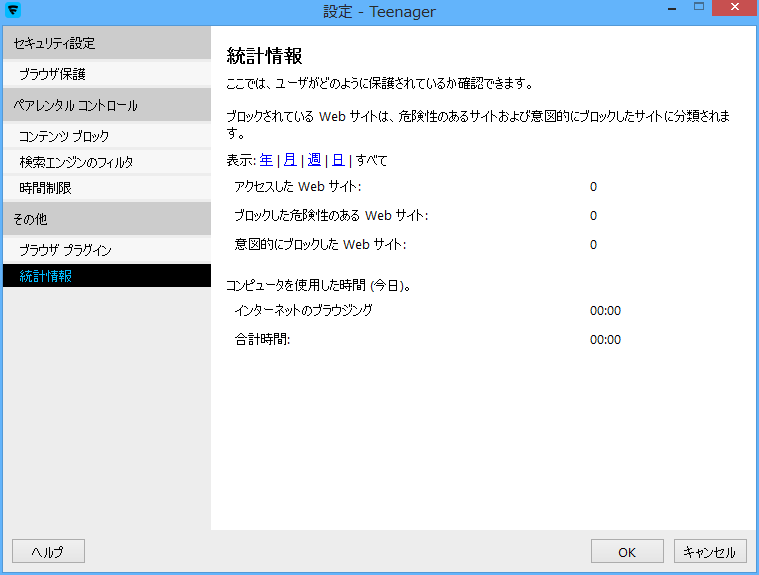 設定 - Teenager
セキュリティ設定
ブラウザ保護
ペアレンタル コントロール
コンテンツ ブロック
検索エンジンのフィルタ
時間制限
その他
ブラウザ プラグイン
統計情報
統計情報
ここでは、ユーザがどのように保護されているか確認できます。
ブロックされている Web サイトは、危険性のあるサイトおよび意図的にブロックしたサイトに分類されま
す。
表示: 年 | 月 | 週 | 日 | すべて
アクセスした Web サイト: 0
ブロックした危険性のある Web サイト: 0
意図的にブロックした Web サイト: 0
コンピュータを使用した時間 (今日)。
インターネットのブラウジング 00:00
合計時間: 00:00
ヘルプ OK キャンセル